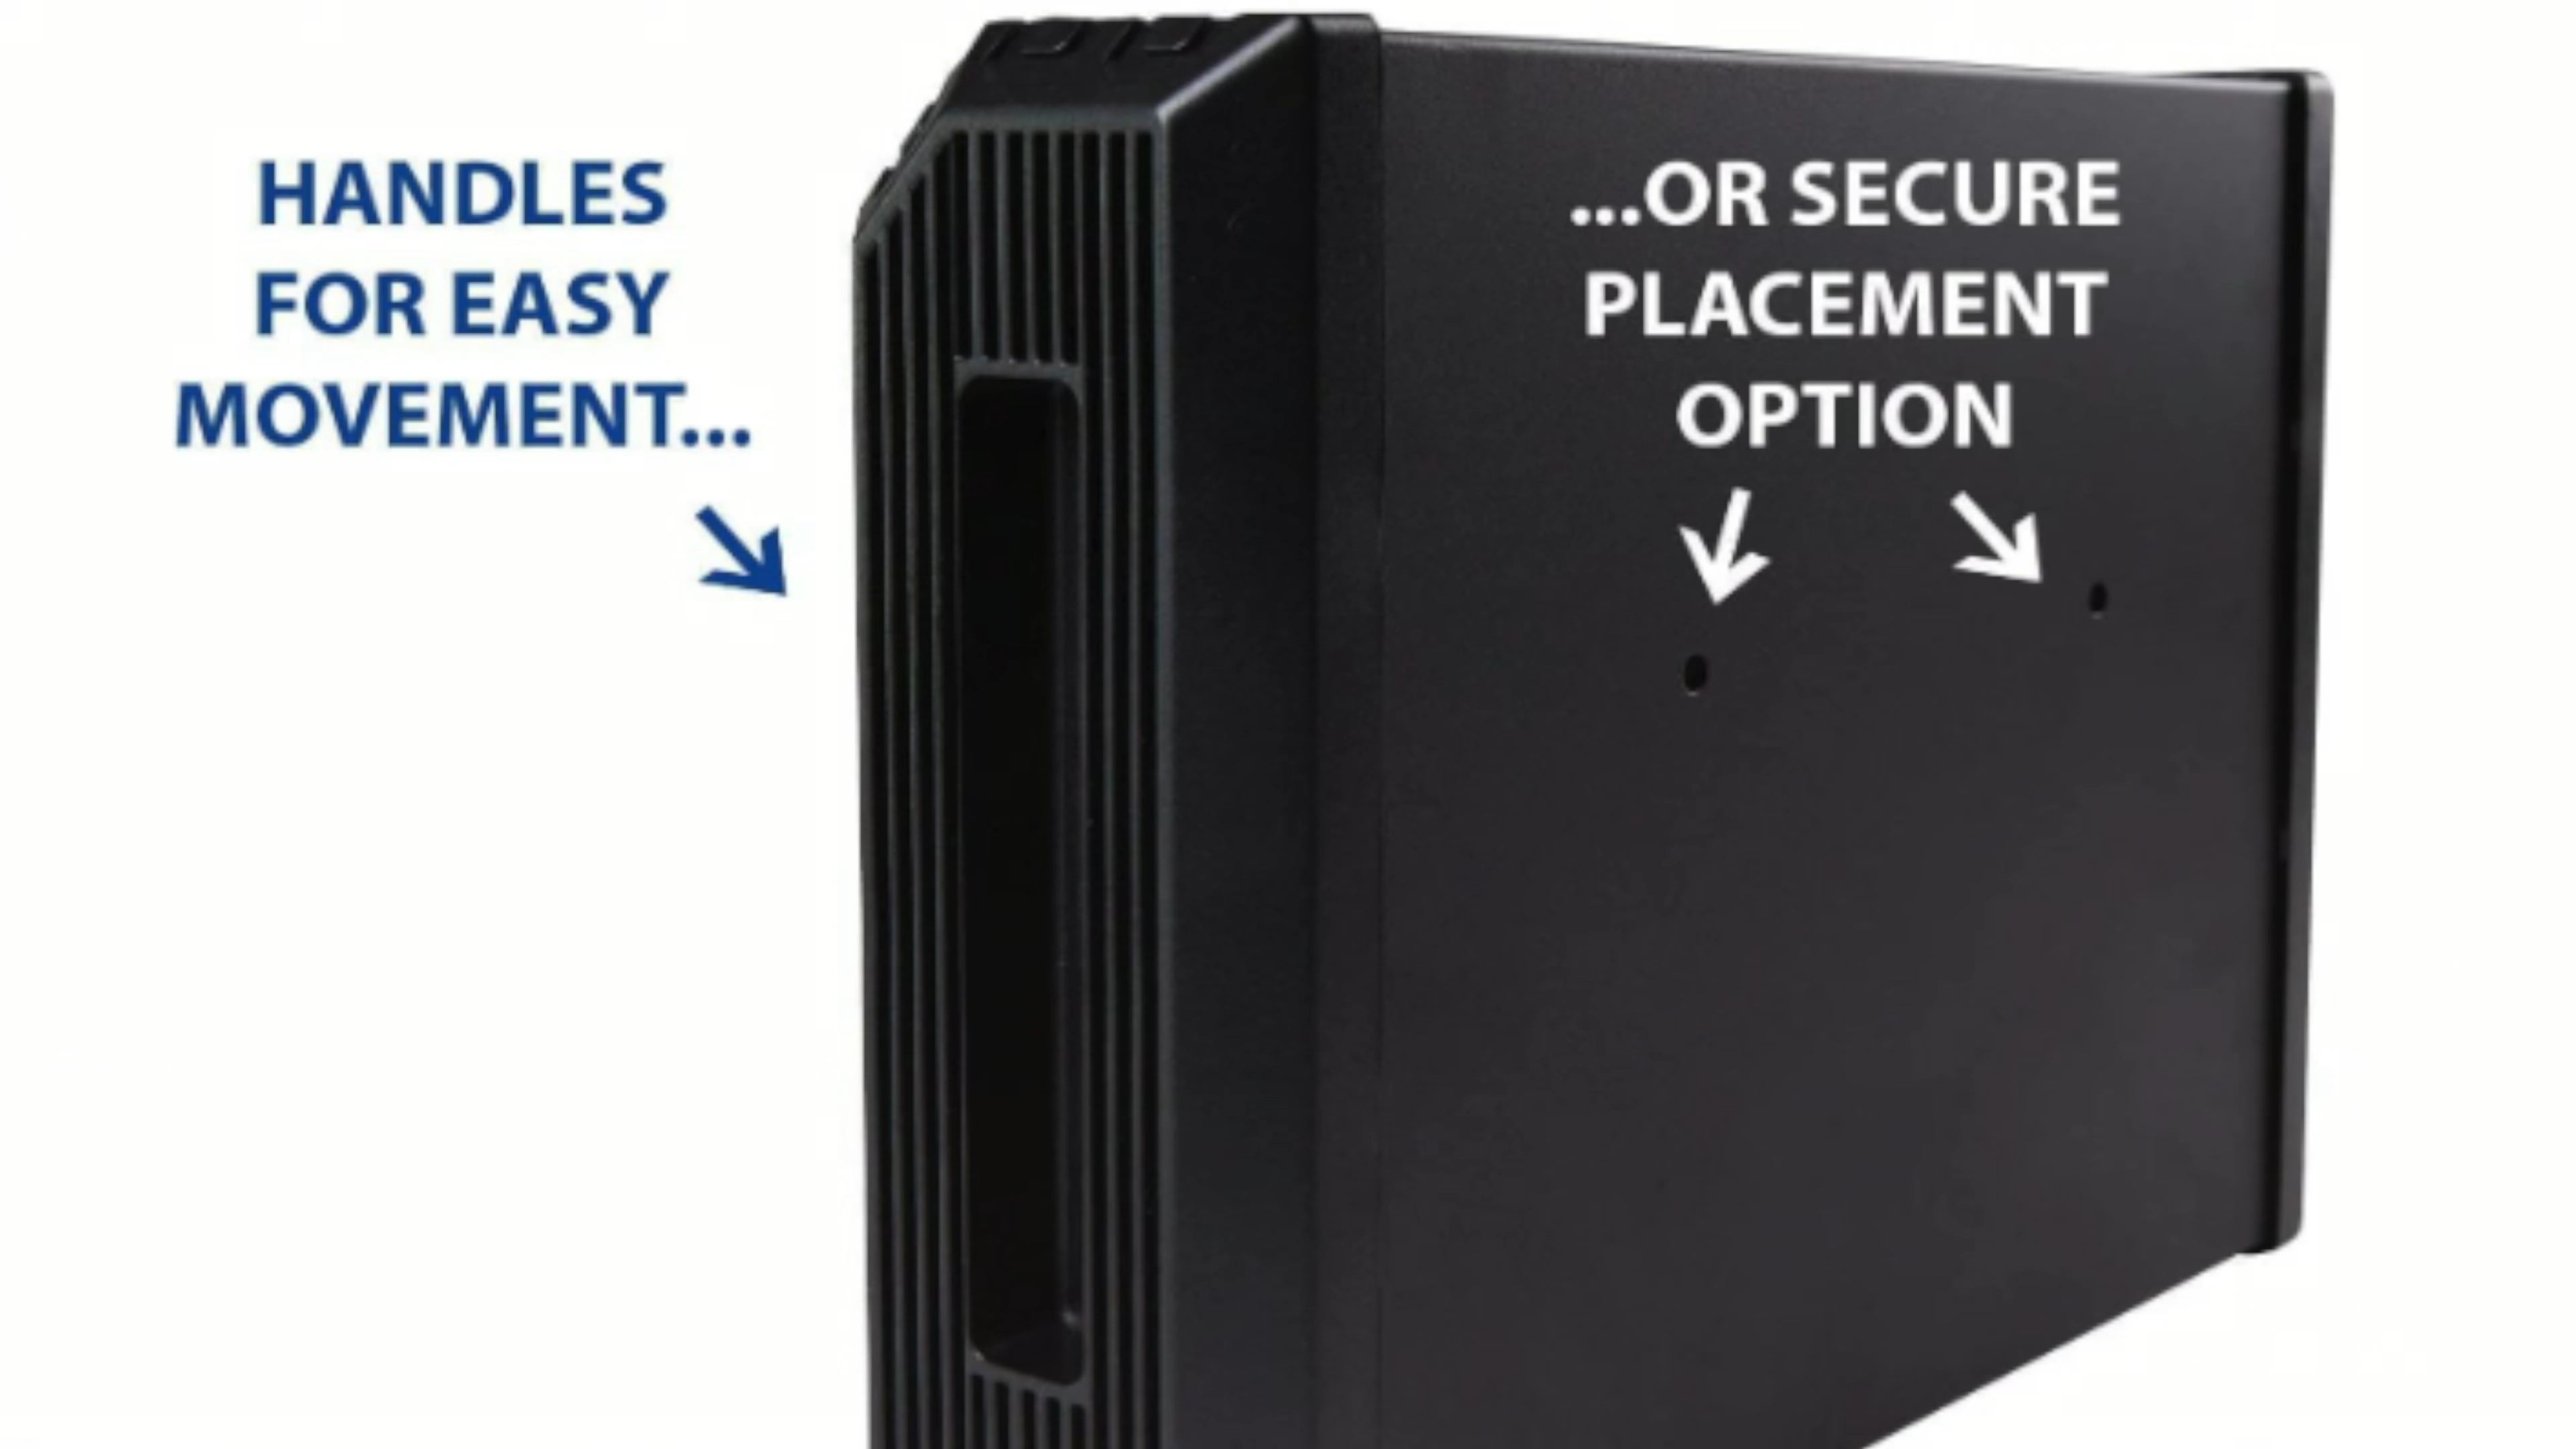 HANDLES
FOR EASY
MOVEMENT...
...OR SECURE
PLACEMENT
OPTION